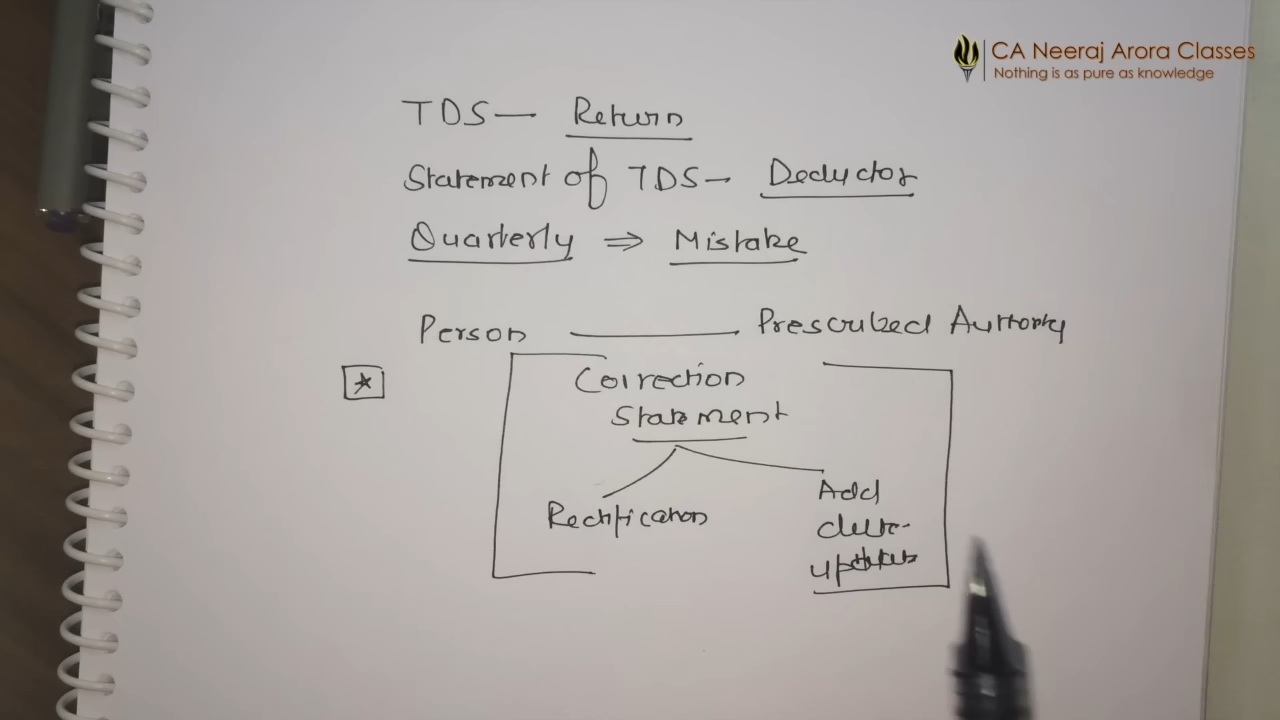 CA Neeraj Arora Classes
Nothing is as pure as knowledge
TDS — Return
Statement of TDS — Deductor
Quarterly ⇒ Mistake
Person — Prescribed Authority
Correction
Statement
Rectification
Add
update